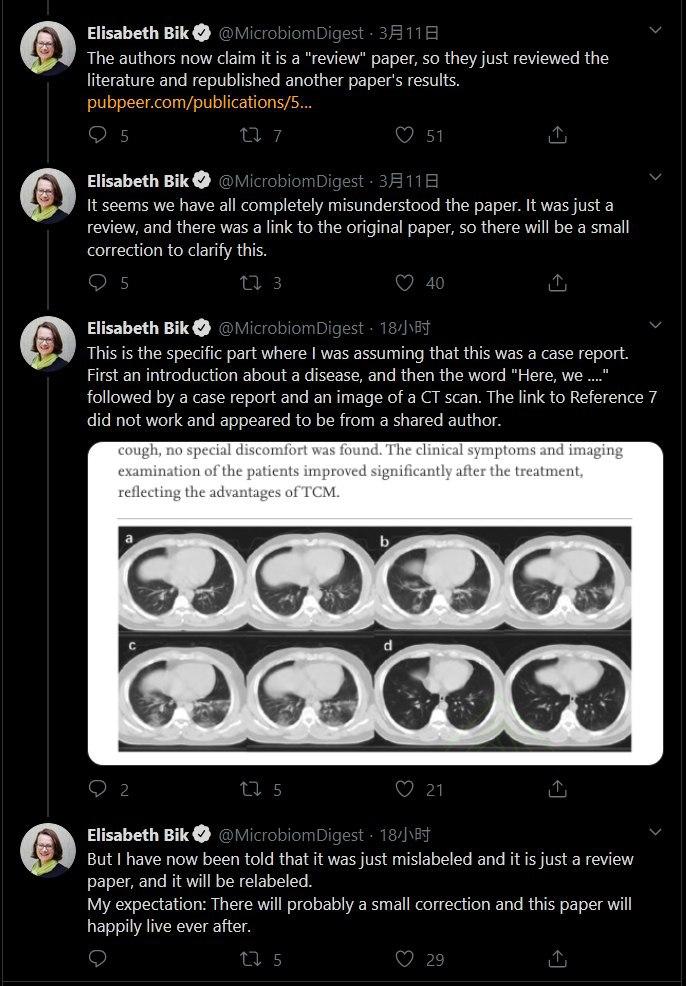 Elisabeth Bik @MicrobiomDigest · 3月11日
The authors now claim it is a "review" paper, so they just reviewed the
literature and republished another paper's results.
pubpeer.com/publications/5...
5 7 51
Elisabeth Bik @MicrobiomDigest · 3月11日
It seems we have all completely misunderstood the paper. It was just a
review, and there was a link to the original paper, so there will be a small
correction to clarify this.
5 3 40
Elisabeth Bik @MicrobiomDigest · 18小时
This is the specific part where I was assuming that this was a case report.
First an introduction about a disease, and then the word "Here, we ...."
followed by a case report and an image of a CT scan. The link to Reference 7
did not work and appeared to be from a shared author.
cough, no special discomfort was found. The clinical symptoms and imaging
examination of the patients improved significantly after the treatment,
reflecting the advantages of TCM.
a b
c d
2 5 21
Elisabeth Bik @MicrobiomDigest · 18小时
But I have now been told that it was just mislabeled and it is just a review
paper, and it will be relabeled.
My expectation: There will probably a small correction and this paper will
happily live ever after.
5 29